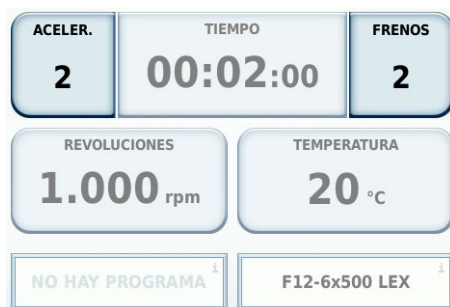 ACELER. TIEMPO FRENOS
2 00:02:00 2
REVOLUCIONES TEMPERATURA
1.000 rpm 20 °C
NO HAY PROGRAMA i F12-6x500 LEX i